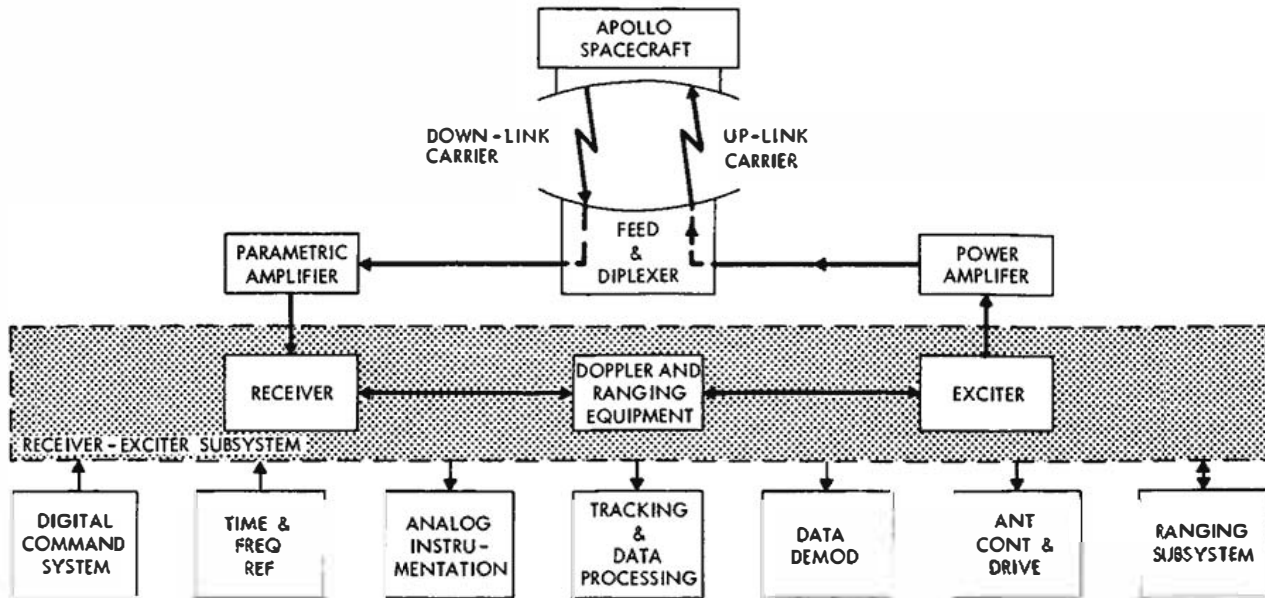 APOLLO
SPACECRAFT
DOWN-LINK
CARRIER
UP-LINK
CARRIER
FEED
&
DIPLEXER
PARAMETRIC
AMPLIFIER
POWER
AMPLIFER
RECEIVER
DOPPLER AND
RANGING
EQUIPMENT
EXCITER
RECEIVER-EXCITER SUBSYSTEM
DIGITAL
COMMAND
SYSTEM
TIME &
FREQ
REF
ANALOG
INSTRU-
MENTATION
TRACKING
&
DATA
PROCESSING
DATA
DEMOD
ANT
CONT &
DRIVE
RANGING
SUBSYSTEM